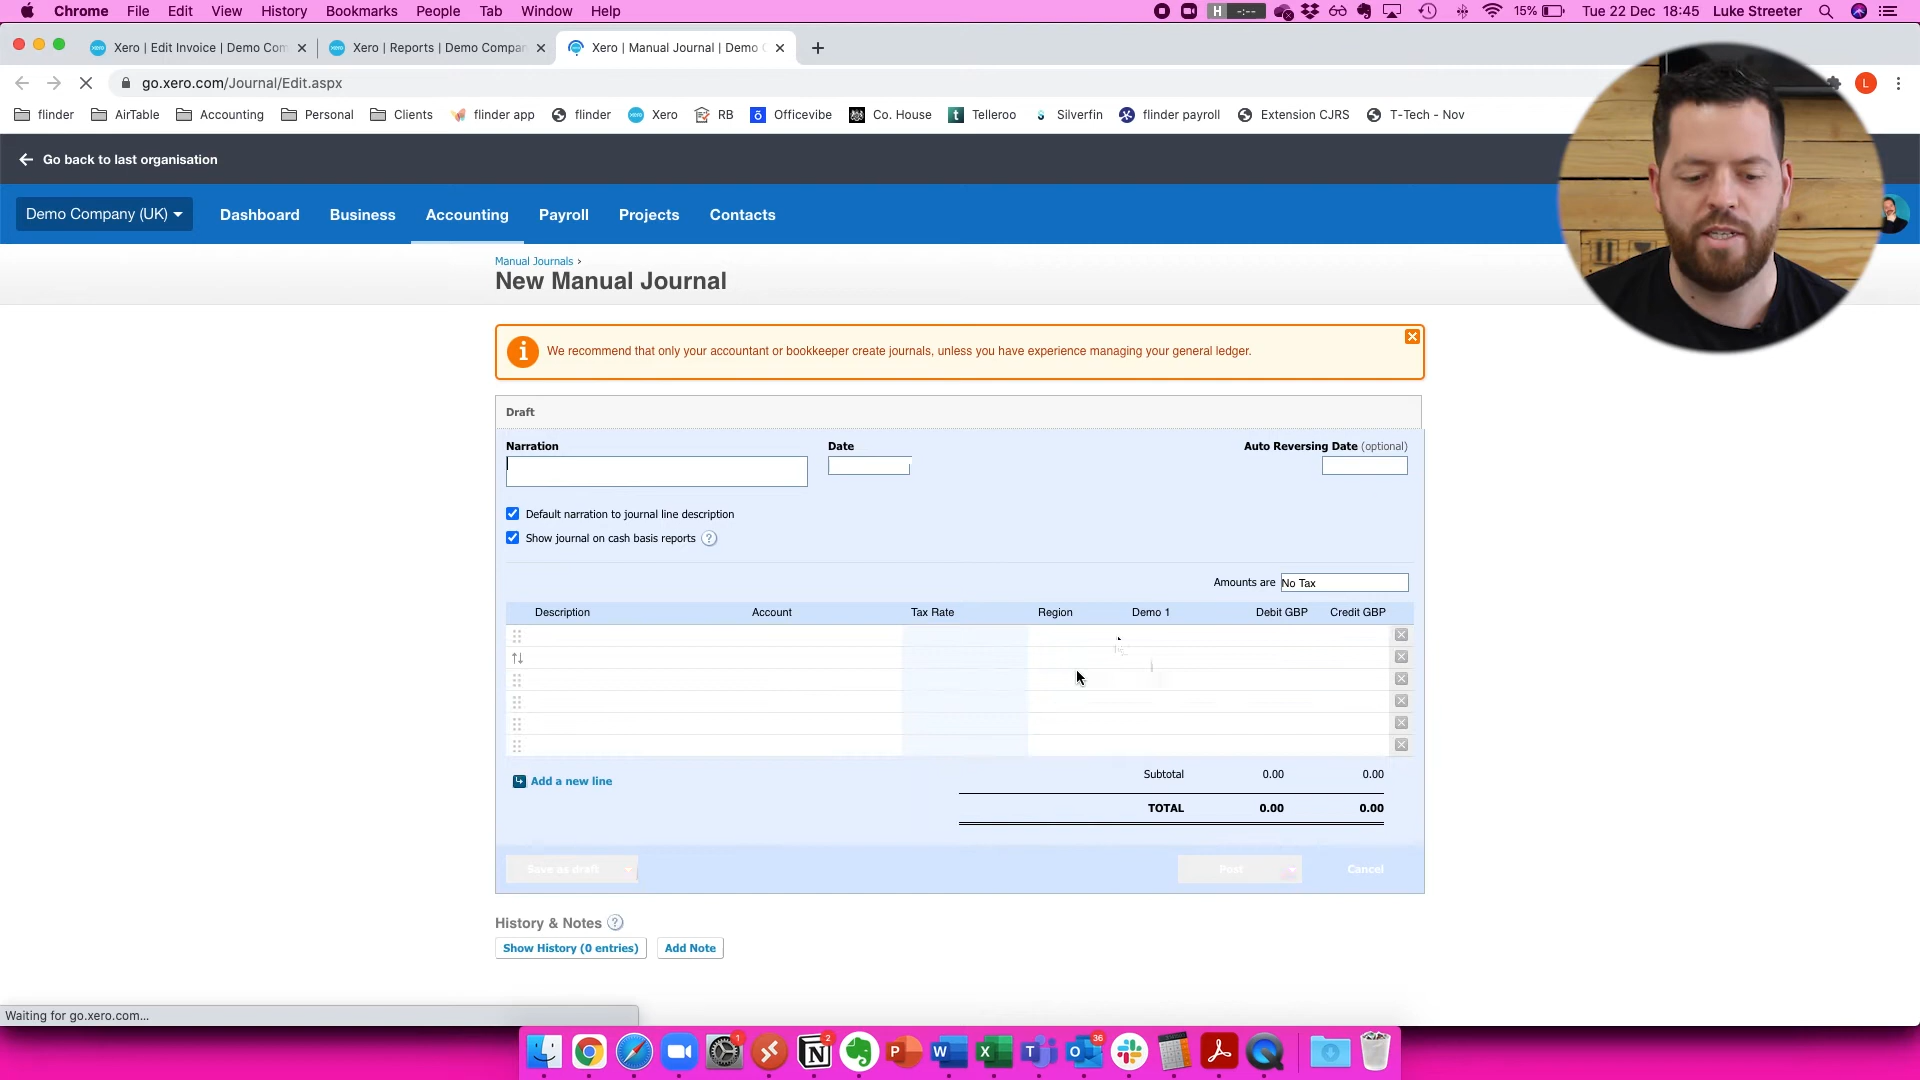 Chrome File Edit View History Bookmarks People Tab Window Help H -:-- 15% Tue 22 Dec 18:45 Luke Streeter
Xero | Edit Invoice | Demo Com Xero | Reports | Demo Compan Xero | Manual Journal | Demo C
go.xero.com/Journal/Edit.aspx L
flinder AirTable Accounting Personal Clients flinder app flinder Xero RB Officevibe Co. House Telleroo Silverfin flinder payroll Extension CJRS T-Tech - Nov
Go back to last organisation
Demo Company (UK) Dashboard Business Accounting Payroll Projects Contacts
Manual Journals ›
New Manual Journal
We recommend that only your accountant or bookkeeper create journals, unless you have experience managing your general ledger.
Draft
Narration Date Auto Reversing Date (optional)
Default narration to journal line description
Show journal on cash basis reports ?
Amounts are No Tax
Description Account Tax Rate Region Demo 1 Debit GBP Credit GBP
Add a new line
Subtotal 0.00 0.00
TOTAL 0.00 0.00
Save as draft Post Cancel
History & Notes ?
Show History (0 entries) Add Note
Waiting for go.xero.com...
1 2 36